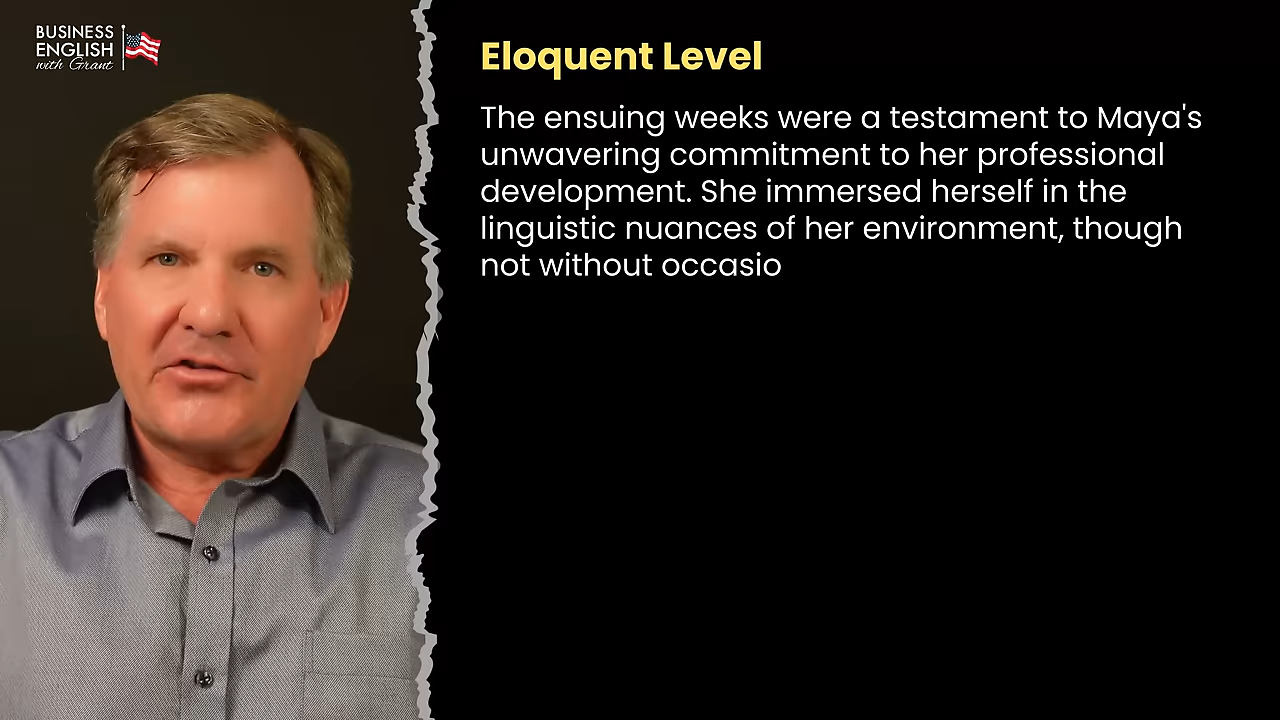 BUSINESS
ENGLISH
with Grant
Eloquent Level
The ensuing weeks were a testament to Maya's
unwavering commitment to her professional
development. She immersed herself in the
linguistic nuances of her environment, though
not without occasio